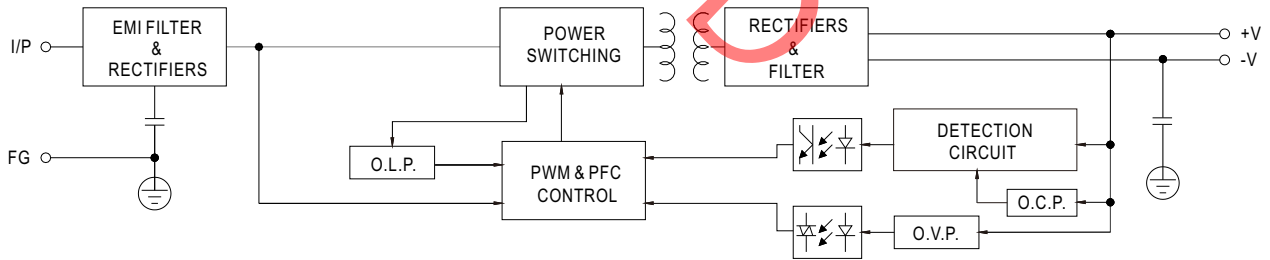 I/P
EMI FILTER
&
RECTIFIERS
POWER
SWITCHING
RECTIFIERS
&
FILTER
+V
-V
FG
O.L.P.
PWM & PFC
CONTROL
DETECTION
CIRCUIT
O.C.P.
O.V.P.